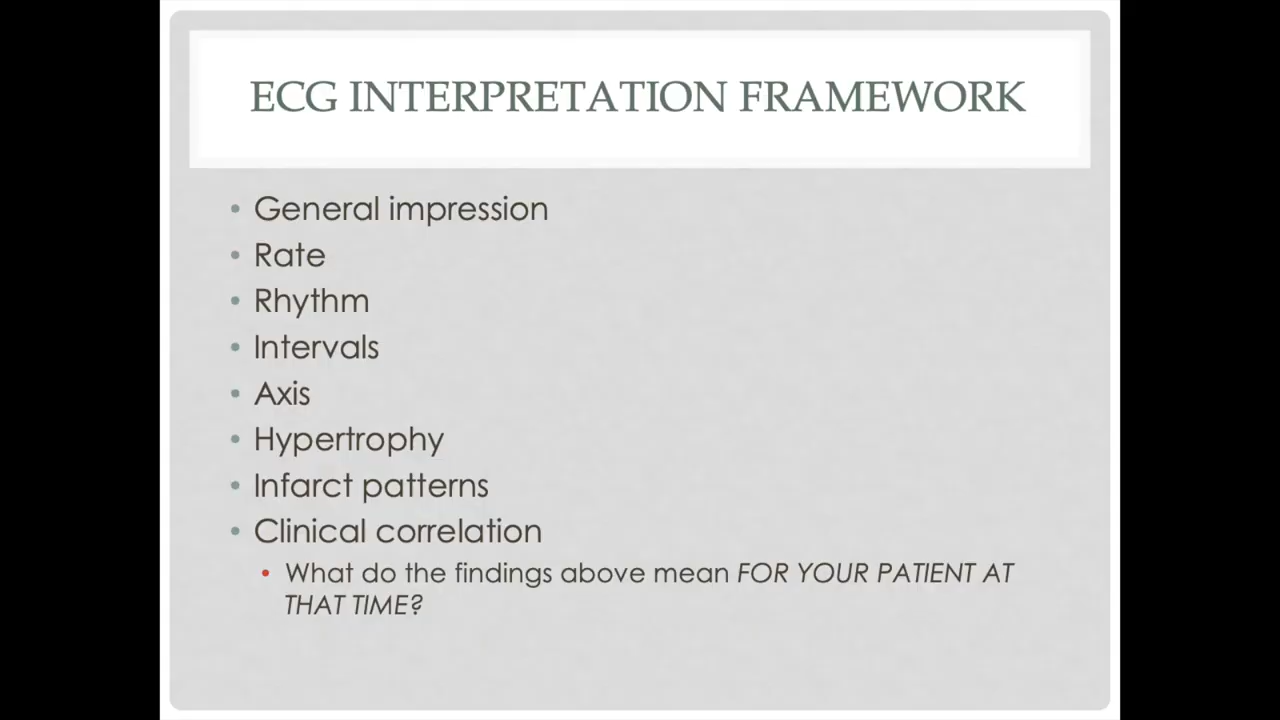 ECG INTERPRETATION FRAMEWORK
• General impression
• Rate
• Rhythm
• Intervals
• Axis
• Hypertrophy
• Infarct patterns
• Clinical correlation
• What do the findings above mean FOR YOUR PATIENT AT
THAT TIME?